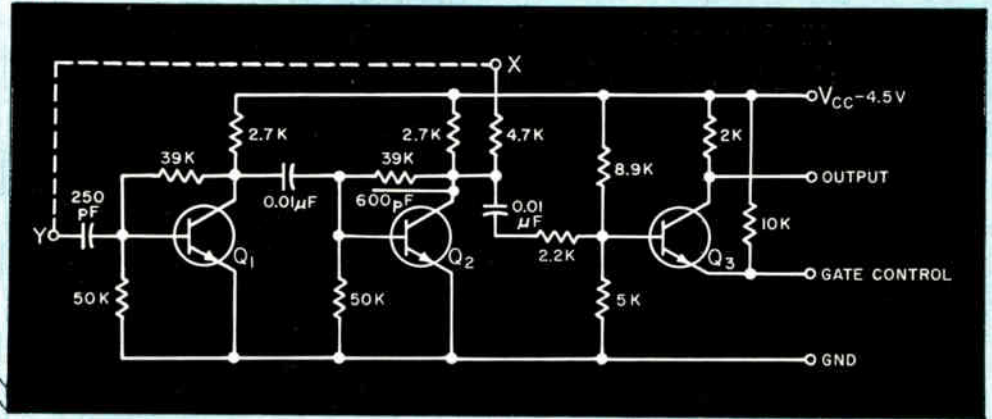 X
VCC-4.5V
2.7K
2.7K
4.7K
2K
39K
39K
8.9K
250
pF
0.01µF
600pF
0.01
µF
OUTPUT
10K
Y
Q1
Q2
2.2K
Q3
GATE CONTROL
50K
50K
5K
GND